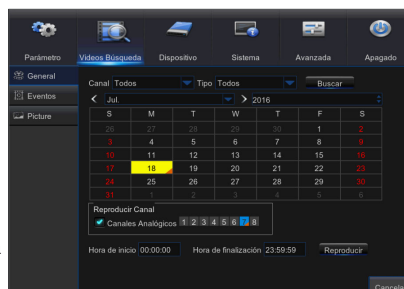 Parámetro Vídeos Búsqueda Dispositivo Sistema Avanzada Apagado
General
Eventos
Picture
Canal Todos Tipo Todos Buscar
< Jul. > 2016
S M T W T F S
26 27 28 29 30 1 2
3 4 5 6 7 8 9
10 11 12 13 14 15 16
17 18 19 20 21 22 23
24 25 26 27 28 29 30
31 1 2 3 4 5 6
Reproducir Canal
Canales Analógicos 1 2 3 4 5 6 7 8
Hora de inicio 00:00:00 Hora de finalización 23:59:59 Reproducir
Cancela